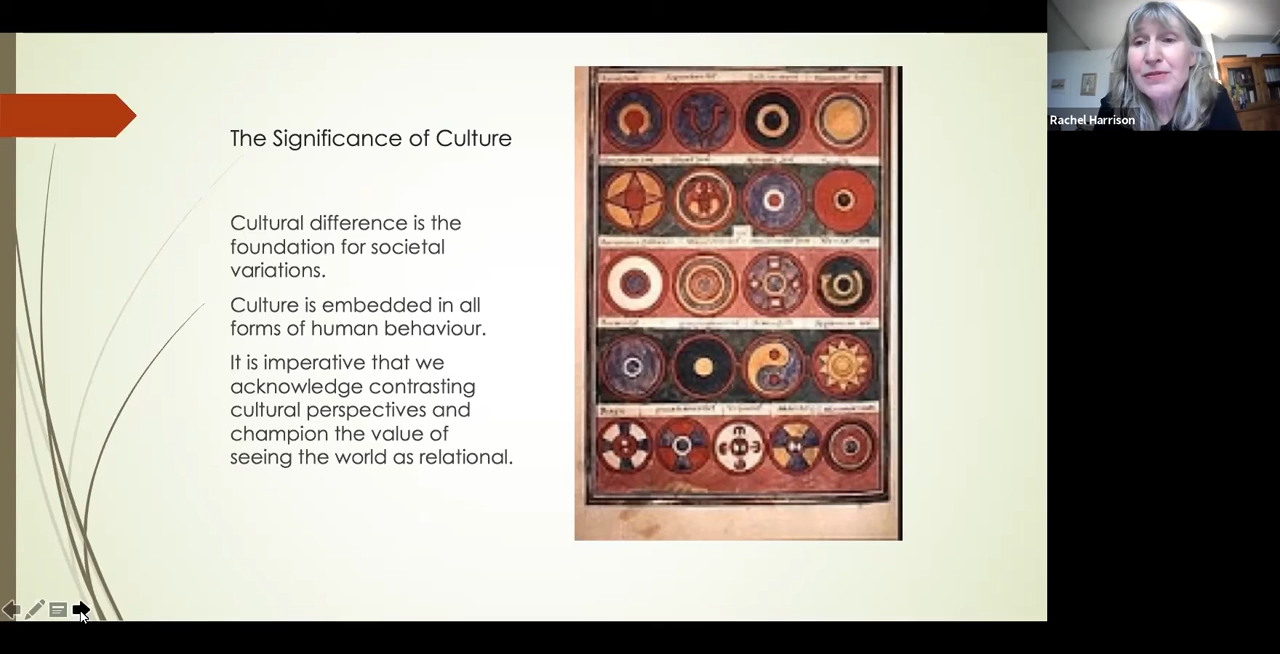 The Significance of Culture
Cultural difference is the
foundation for societal
variations.
Culture is embedded in all
forms of human behaviour.
It is imperative that we
acknowledge contrasting
cultural perspectives and
champion the value of
seeing the world as relational.
Rachel Harrison